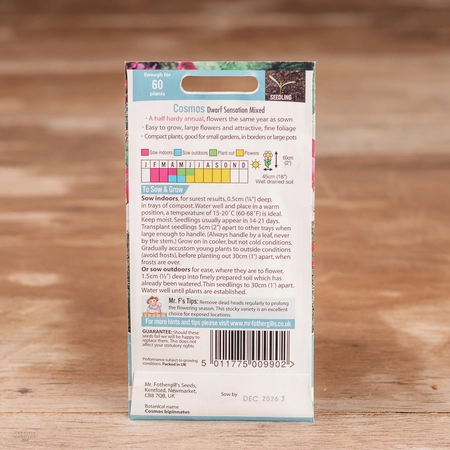 Enough for
60
plants
SEEDLING
Cosmos Dwarf Sensation Mixed
· A half hardy annual, flowers the same year as sown
· Easy to grow, large flowers and attractive, fine foliage
· Compact plants, good for small gardens, in borders or large pots
Sow indoors Sow outdoors Plant out Flowers
J F M A M J J A S O N D
60cm
(2')
45cm (18")
Well drained soil
To Sow & Grow
Sow indoors, for surest results, 0.5cm (¼") deep,
in trays of compost. Water well and place in a warm
position, a temperature of 15-20°C (60-68°F) is ideal.
Keep moist. Seedlings usually appear in 14-21 days.
Transplant seedlings 5cm (2") apart to other trays when
large enough to handle. (Always handle by a leaf, never
by the stem.) Grow on in cooler, but not cold conditions.
Gradually accustom young plants to outside conditions
(avoid frosts), before planting out 30cm (1') apart, when
frosts are over.
Or sow outdoors for ease, where they are to flower,
1.5cm (½") deep into finely prepared soil which has
already been watered. Thin seedlings to 30cm (1') apart.
Water well until plants are established.
Mr. F's Tips: Remove dead heads regularly to prolong
the flowering season. This stocky variety is an excellent
choice for exposed locations.
For more hints and tips please visit www.mr-fothergills.co.uk
GUARANTEE: Should these
seeds fail we will be happy to
replace them. This does not
affect your statutory rights
Performance subject to growing
conditions. Packed in UK
5 011775 009902 >
Mr. Fothergill's Seeds,
Kentford, Newmarket,
CB8 7QB, UK
Sow by
DEC 2026 J
Botanical name
Cosmos bipinnatus